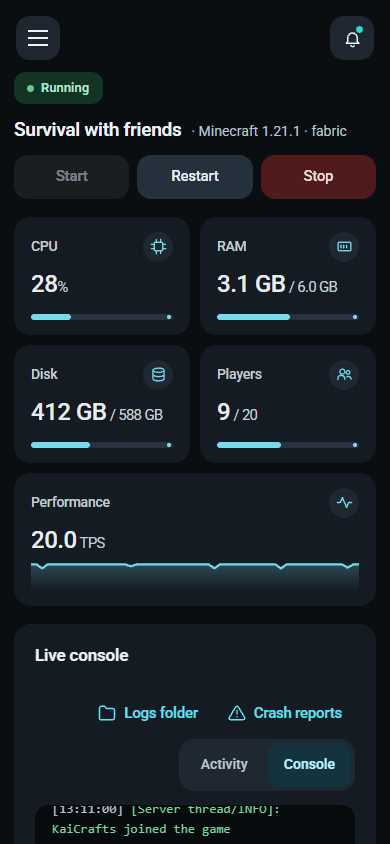 Running
Survival with friends · Minecraft 1.21.1 · fabric
Start Restart Stop
CPU
28%
RAM
3.1 GB / 6.0 GB
Disk
412 GB / 588 GB
Players
9 / 20
Performance
20.0 TPS
Live console
Logs folder Crash reports
Activity Console
[13:11:00] [Server thread/INFO]:
KaiCrafts joined the game